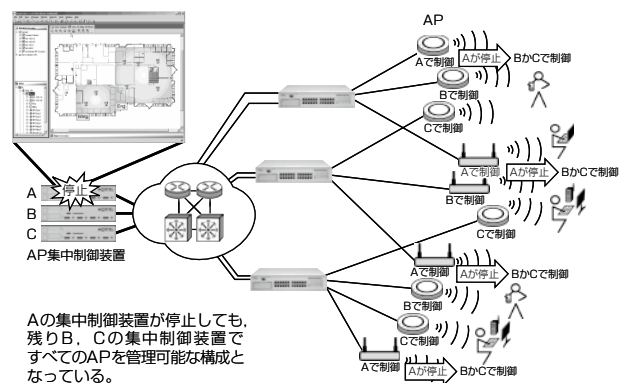 AP
Aで制御
Aが停止
BかCで制御
Bで制御
Cで制御
Aで制御
Aが停止
BかCで制御
Bで制御
Cで制御
Aで制御
Aが停止
BかCで制御
Bで制御
Cで制御
Aで制御
Aが停止
BかCで制御
停止
A
B
C
AP集中制御装置
Aの集中制御装置が停止しても，
残りB，Cの集中制御装置で
すべてのAPを管理可能な構成と
なっている。